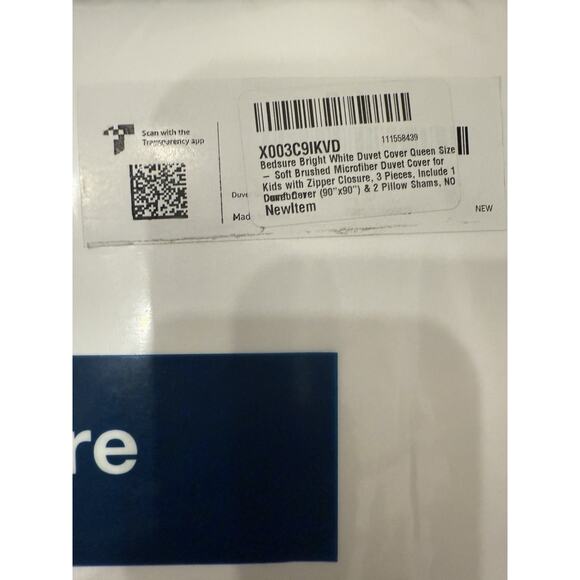 Scan with the
Transparency app
X003C9IKVD
111558439
Bedsure Bright White Duvet Cover Queen Size
– Soft Brushed Microfiber Duvet Cover for
Kids with Zipper Closure, 3 Pieces, Include 1
Duvet Cover (90"x90") & 2 Pillow Shams, NO
NewItem
Duve
Mad
NEW
re